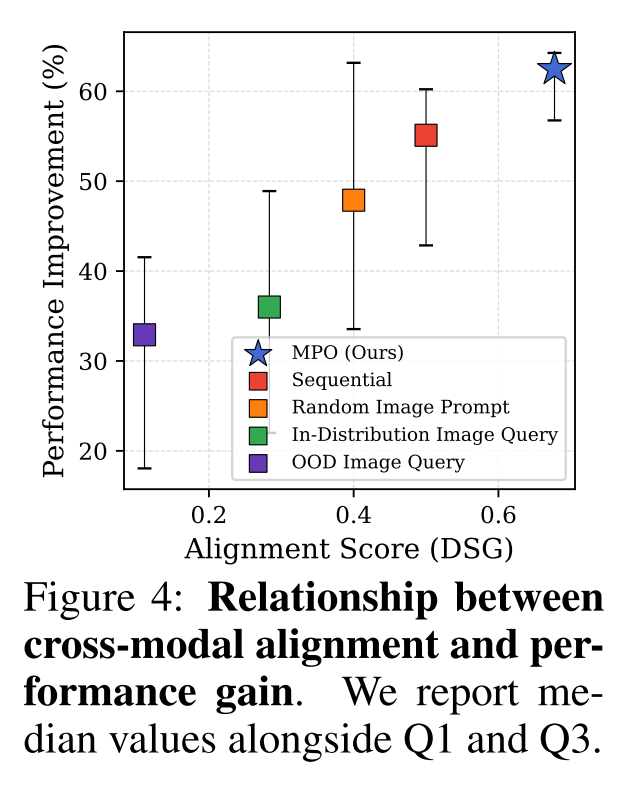 Performance Improvement (%)
60
50
40
30
20
MPO (Ours)
Sequential
Random Image Prompt
In-Distribution Image Query
OOD Image Query
0.2 0.4 0.6
Alignment Score (DSG)
Figure 4: Relationship between
cross-modal alignment and per-
formance gain. We report me-
dian values alongside Q1 and Q3.